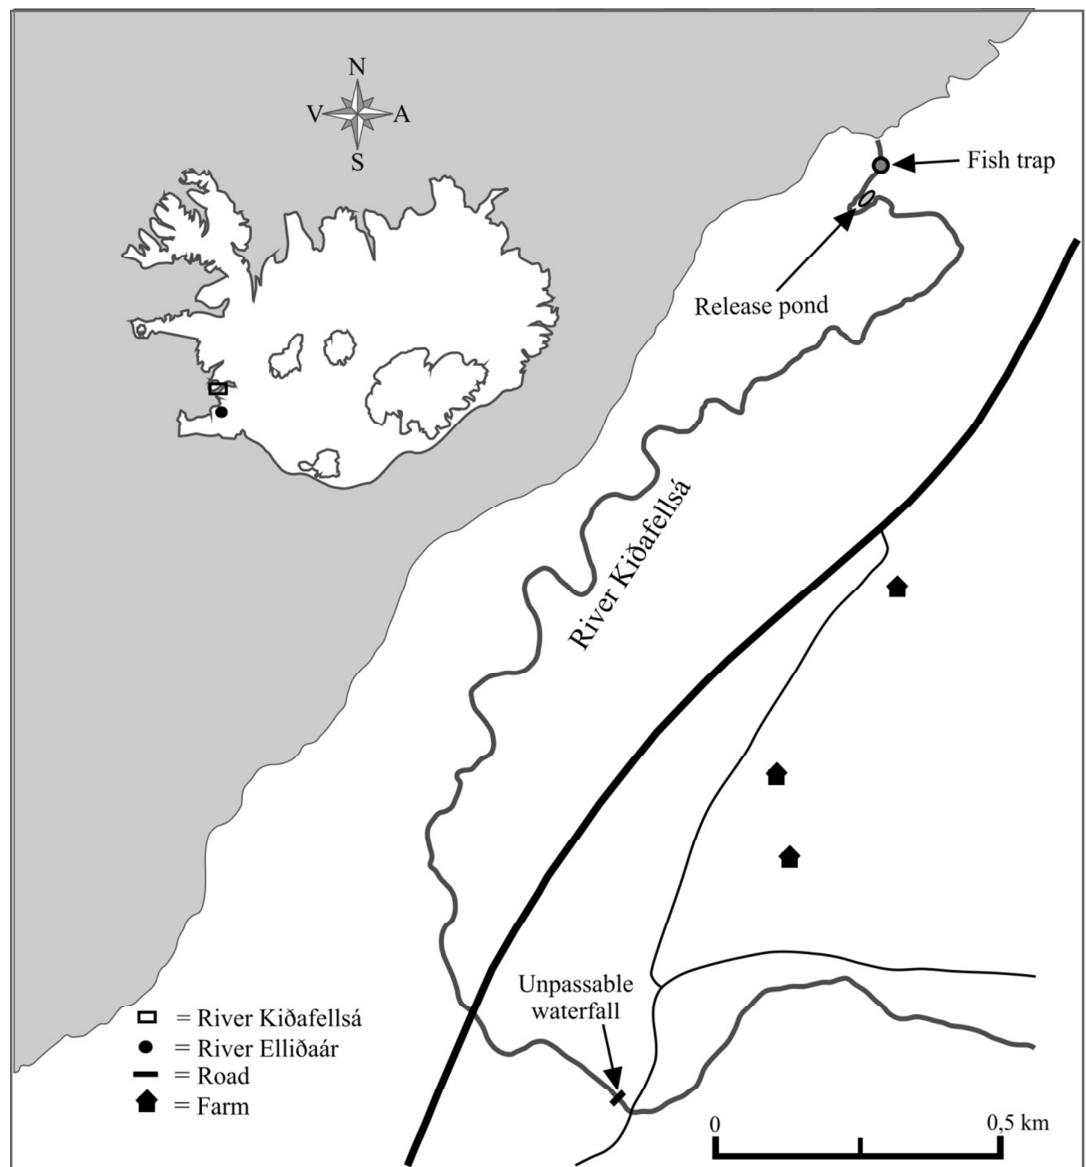 N
V A
S
Fish trap
Release pond
River Kiðafellsá
Unpassable
waterfall
= River Kiðafellsá
= River Elliðaár
= Road
= Farm
0 0,5 km